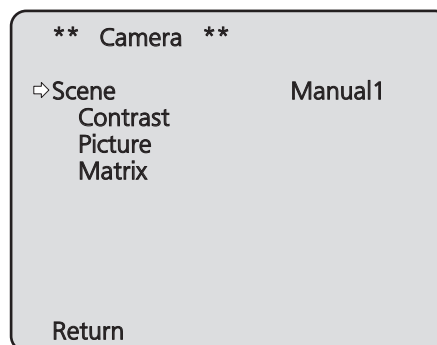 ** Camera **
⇨Scene Manual1
Contrast
Picture
Matrix
Return